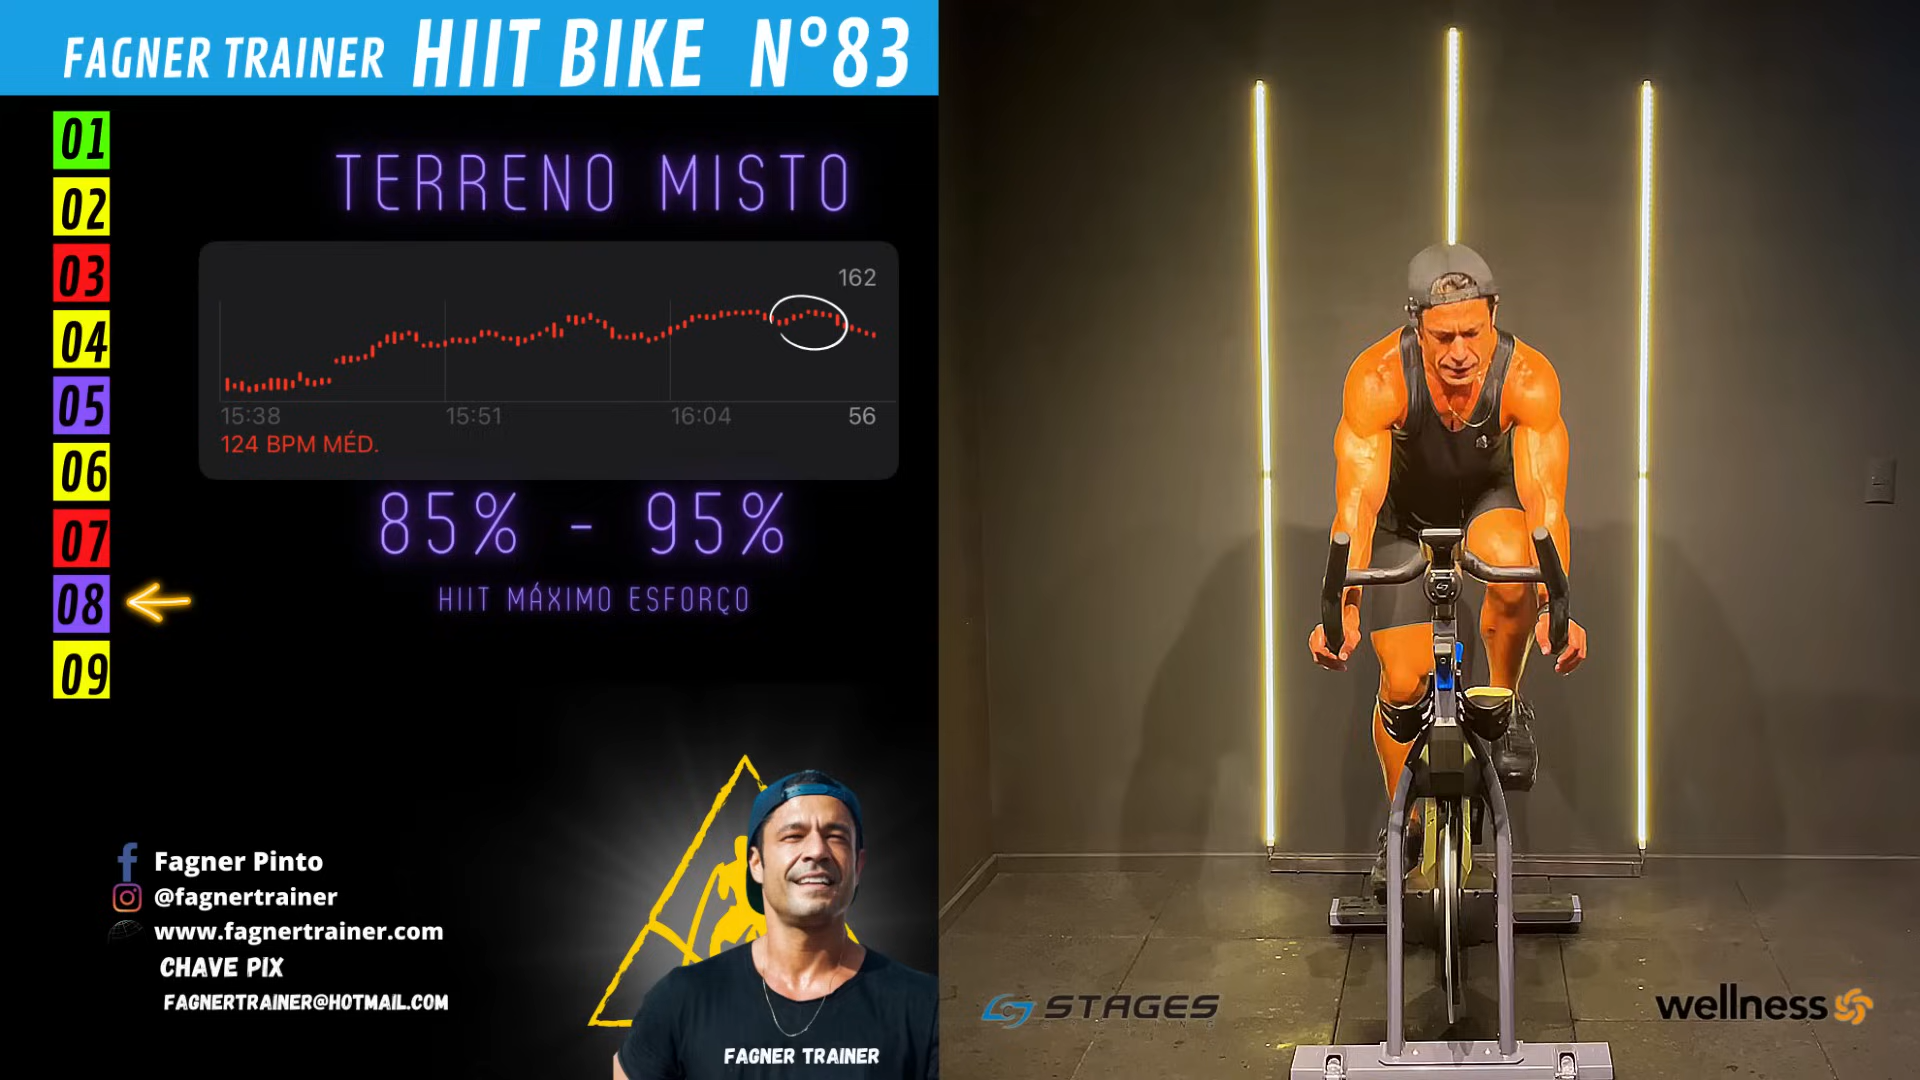 FAGNER TRAINER HIIT BIKE Nº83
01
02
03
04
05
06
07
08
09
TERRENO MISTO
162
15:38
15:51
16:04
56
124 BPM MÉD.
85% - 95%
HIIT MÁXIMO ESFORÇO
Fagner Pinto
@fagnertrainer
www.fagnertrainer.com
CHAVE PIX
FAGNERTRAINER@HOTMAIL.COM
FAGNER TRAINER
STAGES
wellness